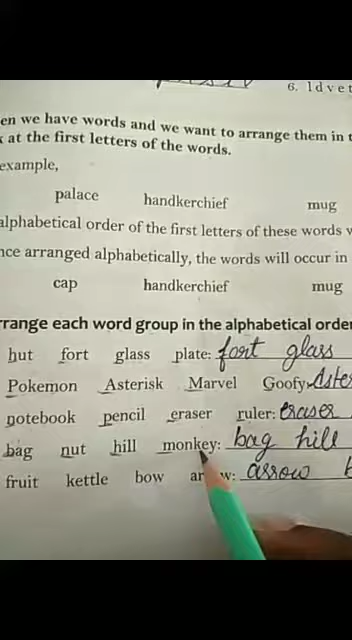 6. l d v e t
en we have words and we want to arrange them in
at the first letters of the words.
example,
palace handkerchief mug
alphabetical order of the first letters of these words
nce arranged alphabetically, the words will occur in
cap handkerchief mug
rrange each word group in the alphabetical order
hut fort glass plate: fort glass
Pokemon Asterisk Marvel Goofy: Aster
notebook pencil eraser ruler: eraser
bag nut hill monkey: bag hill
fruit kettle bow ar w: arrow b